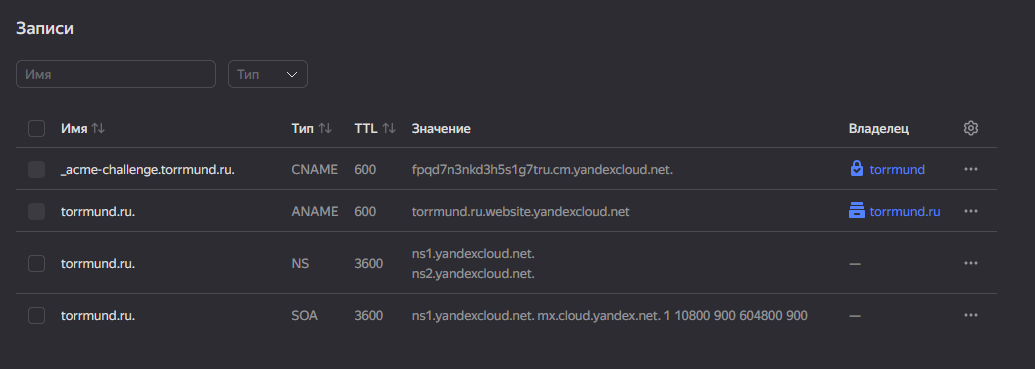 Записи
Имя Тип
Имя Тип TTL Значение Владелец
_acme-challenge.torrmund.ru. CNAME 600 fpqd7n3nkd3h5s1g7tru.cm.yandexcloud.net. torrmund
torrmund.ru. ANAME 600 torrmund.ru.website.yandexcloud.net torrmund.ru
torrmund.ru. NS 3600 ns1.yandexcloud.net. —
ns2.yandexcloud.net.
torrmund.ru. SOA 3600 ns1.yandexcloud.net. mx.cloud.yandex.net. 1 10800 900 604800 900 —